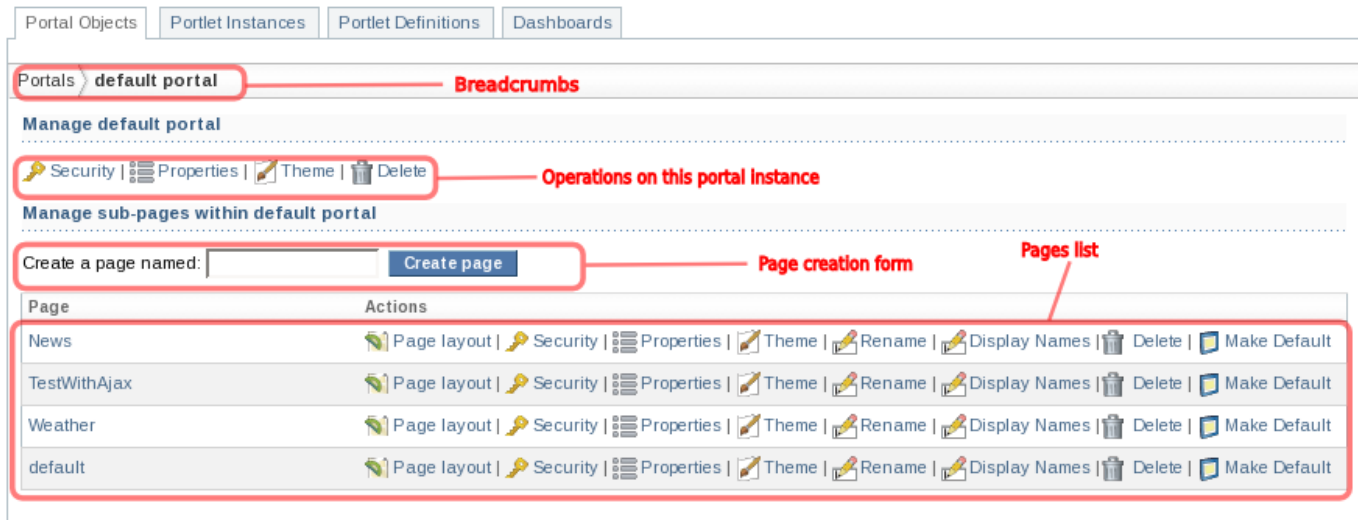 Portal Objects Portlet Instances Portlet Definitions Dashboards
Portals default portal Breadcrumbs
Manage default portal
Security | Properties | Theme | Delete Operations on this portal instance
Manage sub-pages within default portal
Pages list
Create a page named: Create page Page creation form
Page Actions
News Page layout | Security | Properties | Theme | Rename | Display Names | Delete | Make Default
TestWithAjax Page layout | Security | Properties | Theme | Rename | Display Names | Delete | Make Default
Weather Page layout | Security | Properties | Theme | Rename | Display Names | Delete | Make Default
default Page layout | Security | Properties | Theme | Rename | Display Names | Delete | Make Default